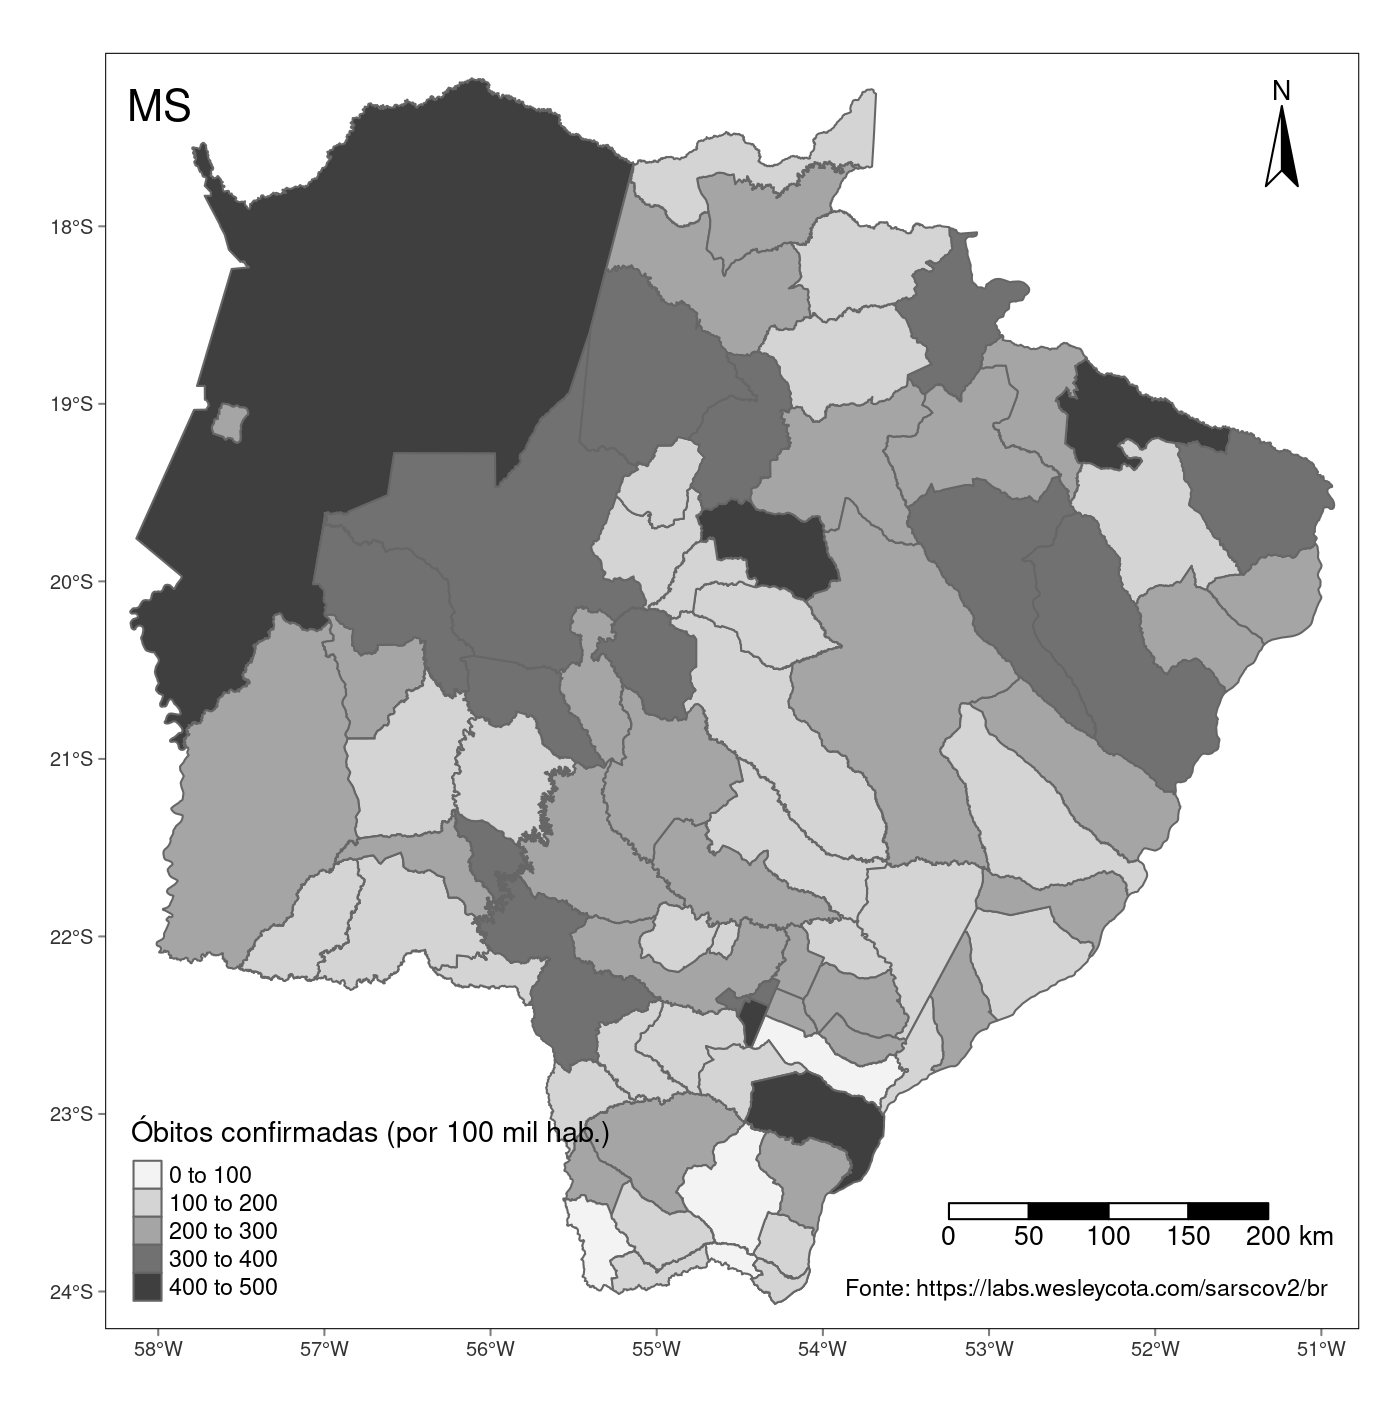 MS
N
18°S
19°S
20°S
21°S
22°S
23°S
24°S
Óbitos confirmadas (por 100 mil hab.)
0 to 100
100 to 200
200 to 300
300 to 400
400 to 500
0 50 100 150 200 km
Fonte: https://labs.wesleycota.com/sarscov2/br
58°W 57°W 56°W 55°W 54°W 53°W 52°W 51°W